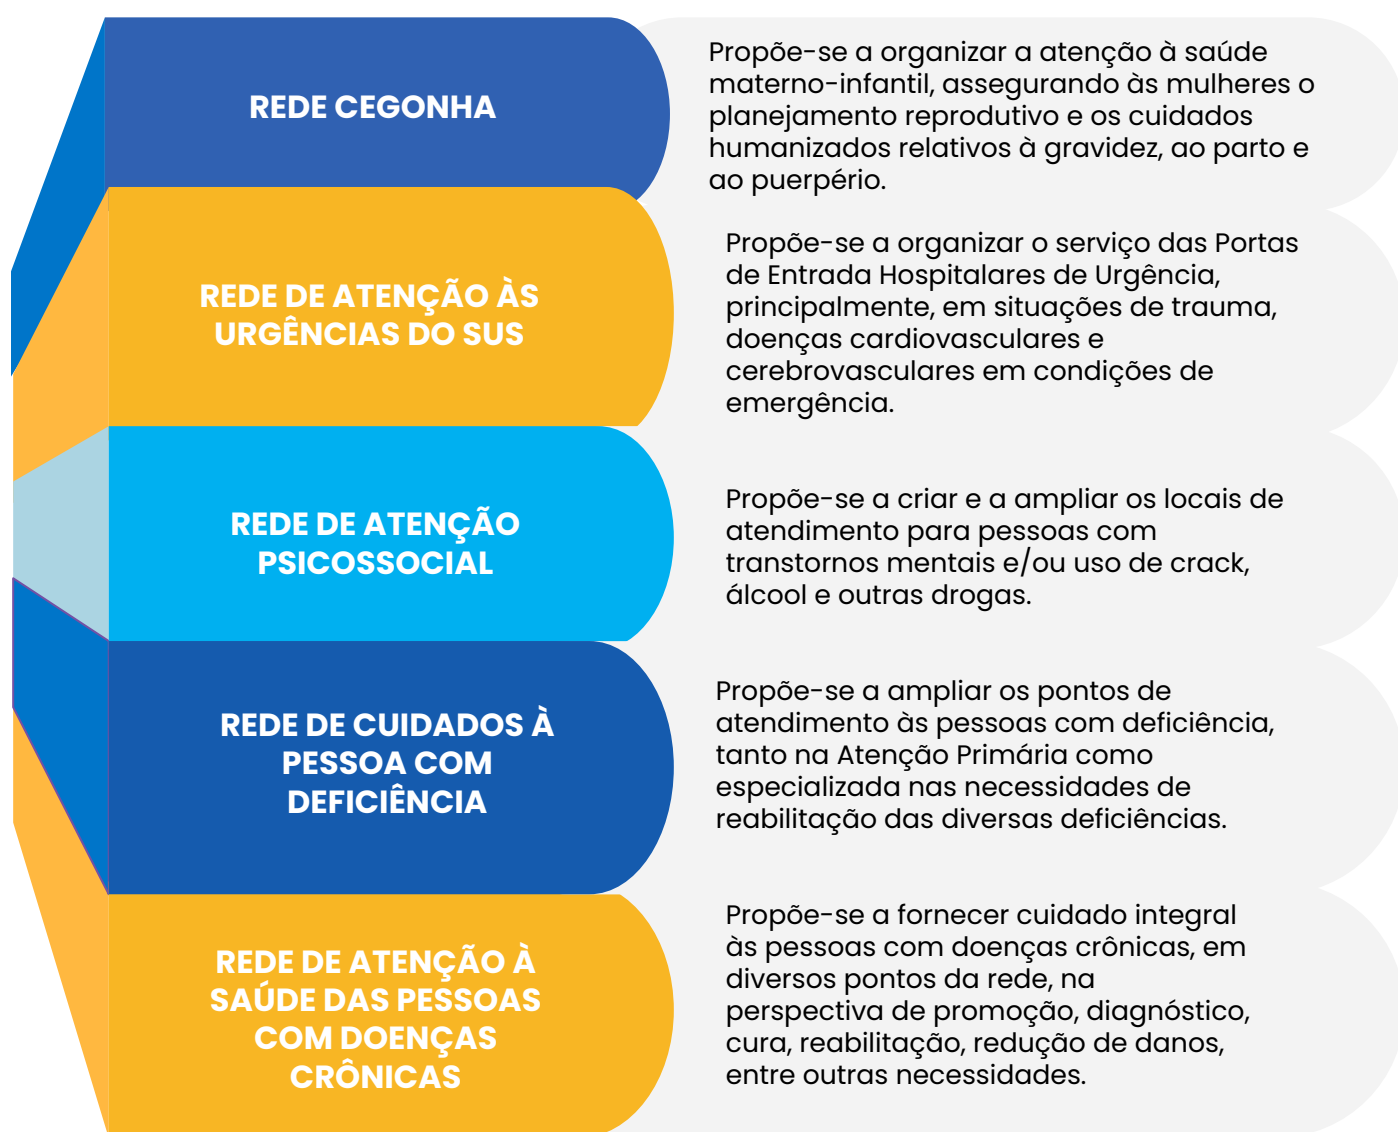 REDE CEGONHA
Propõe-se a organizar a atenção à saúde
materno-infantil, assegurando às mulheres o
planejamento reprodutivo e os cuidados
humanizados relativos à gravidez, ao parto e
ao puerpério.
REDE DE ATENÇÃO ÀS
URGÊNCIAS DO SUS
Propõe-se a organizar o serviço das Portas
de Entrada Hospitalares de Urgência,
principalmente, em situações de trauma,
doenças cardiovasculares e
cerebrovasculares em condições de
emergência.
REDE DE ATENÇÃO
PSICOSSOCIAL
Propõe-se a criar e a ampliar os locais de
atendimento para pessoas com
transtornos mentais e/ou uso de crack,
álcool e outras drogas.
REDE DE CUIDADOS À
PESSOA COM
DEFICIÊNCIA
Propõe-se a ampliar os pontos de
atendimento às pessoas com deficiência,
tanto na Atenção Primária como
especializada nas necessidades de
reabilitação das diversas deficiências.
REDE DE ATENÇÃO À
SAÚDE DAS PESSOAS
COM DOENÇAS
CRÔNICAS
Propõe-se a fornecer cuidado integral
às pessoas com doenças crônicas, em
diversos pontos da rede, na
perspectiva de promoção, diagnóstico,
cura, reabilitação, redução de danos,
entre outras necessidades.